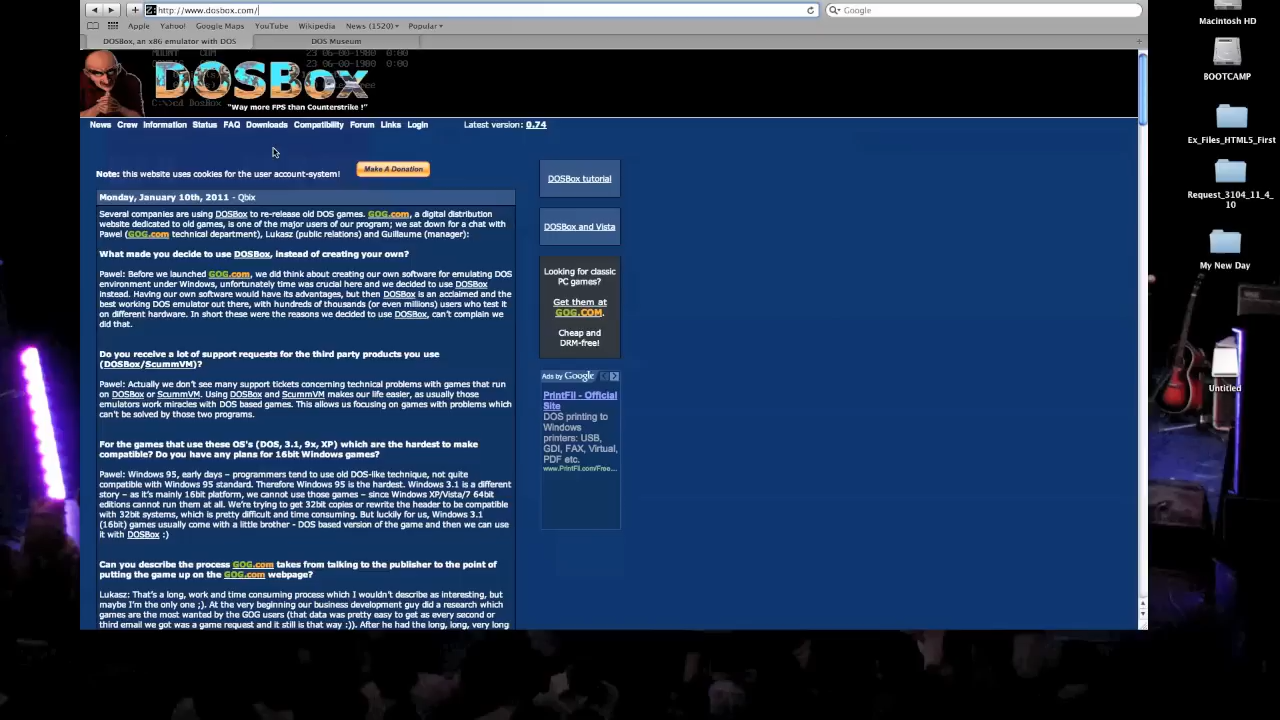 http://www.dosbox.com/
Google
Apple Yahoo! Google Maps YouTube Wikipedia News (1520) Popular
DOSBox, an x86 emulator with DOS DOS Museum
23 06-00-1980 0:00
23 06-00-1980 0:00
DOSBox
C:\>cd DosBox
"Way more FPS than Counterstrike !"
News Crew Information Status FAQ Downloads Compatibility Forum Links Login Latest version: 0.74
Note: this website uses cookies for the user account-system! Make A Donation
Monday, January 10th, 2011 - Qbix
Several companies are using DOSBox to re-release old DOS games. GOG.com, a digital distribution
website dedicated to old games, is one of the major users of our program; we sat down for a chat with
Pawel (GOG.com technical department), Lukasz (public relations) and Guillaume (manager):
What made you decide to use DOSBox, instead of creating your own?
Pawel: Before we launched GOG.com, we did think about creating our own software for emulating DOS
environment under Windows, unfortunately time was crucial here and we decided to use DOSBox
instead. Having our own software would have its advantages, but then DOSBox is an acclaimed and the
best working DOS emulator out there, with hundreds of thousands (or even millions) users who test it
on different hardware. In short these were the reasons we decided to use DOSBox, can't complain we
did that.
Do you receive a lot of support requests for the third party products you use
(DOSBox/ScummVM)?
Pawel: Actually we don't see many support tickets concerning technical problems with games that run
on DOSBox or ScummVM. Using DOSBox and ScummVM makes our life easier, as usually those
emulators work miracles with DOS based games. This allows us focusing on games with problems which
can't be solved by those two programs.
For the games that use these OS's (DOS, 3.1, 9x, XP) which are the hardest to make
compatible? Do you have any plans for 16bit Windows games?
Pawel: Windows 95, early days – programmers tend to use old DOS-like technique, not quite
compatible with Windows 95 standard. Therefore Windows 95 is the hardest. Windows 3.1 is a different
story – as it's mainly 16bit platform, we cannot use those games – since Windows XP/Vista/7 64bit
editions cannot run them at all. We're trying to get 32bit copies or rewrite the header to be compatible
with 32bit systems, which is pretty difficult and time consuming. But luckily for us, Windows 3.1
(16bit) games usually come with a little brother - DOS based version of the game and then we can use
it with DOSBox :)
Can you describe the process GOG.com takes from talking to the publisher to the point of
putting the game up on the GOG.com webpage?
Lukasz: That's a long, work and time consuming process which I wouldn't describe as interesting, but
maybe I'm the only one ;). At the very beginning our business development guy did a research which
games are the most wanted by the GOG users (that data was pretty easy to get as every second or
third email we got was a game request and it still is that way :)). After he had the long, long, very long
DOSBox tutorial
DOSBox and Vista
Looking for classic
PC games?
Get them at
GOG.COM.
Cheap and
DRM-free!
Ads by Google
PrintFil - Official
Site
DOS printing to
Windows
printers: USB,
GDI, FAX, Virtual,
PDF etc.
www.PrintFil.com/Free...
Macintosh HD
BOOTCAMP
Ex_Files_HTML5_First
Request_3104_11_4_
10
My New Day
Untitled